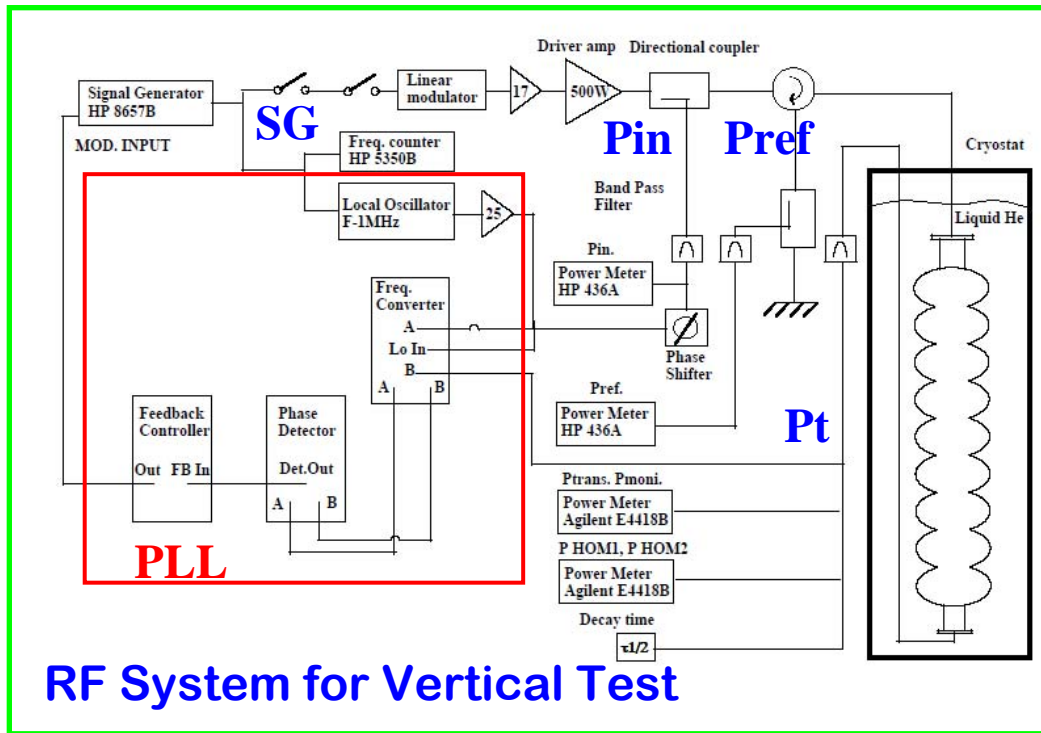 Driver amp
Directional coupler
Signal Generator
HP 8657B
Linear
modulator
17
500W
SG
Pin
Pref
MOD. INPUT
Freq. counter
HP 5350B
Cryostat
Local Oscillator
F-1MHz
25
Band Pass
Filter
Liquid He
Pin.
Power Meter
HP 436A
Freq.
Converter
A
Lo In
B
A B
Phase
Shifter
Pref.
Power Meter
HP 436A
Pt
Feedback
Controller
Out FB In
Phase
Detector
Det.Out
A B
Ptrans. Pmoni.
Power Meter
Agilent E4418B
PLL
P HOM1, P HOM2
Power Meter
Agilent E4418B
Decay time
τ1/2
RF System for Vertical Test